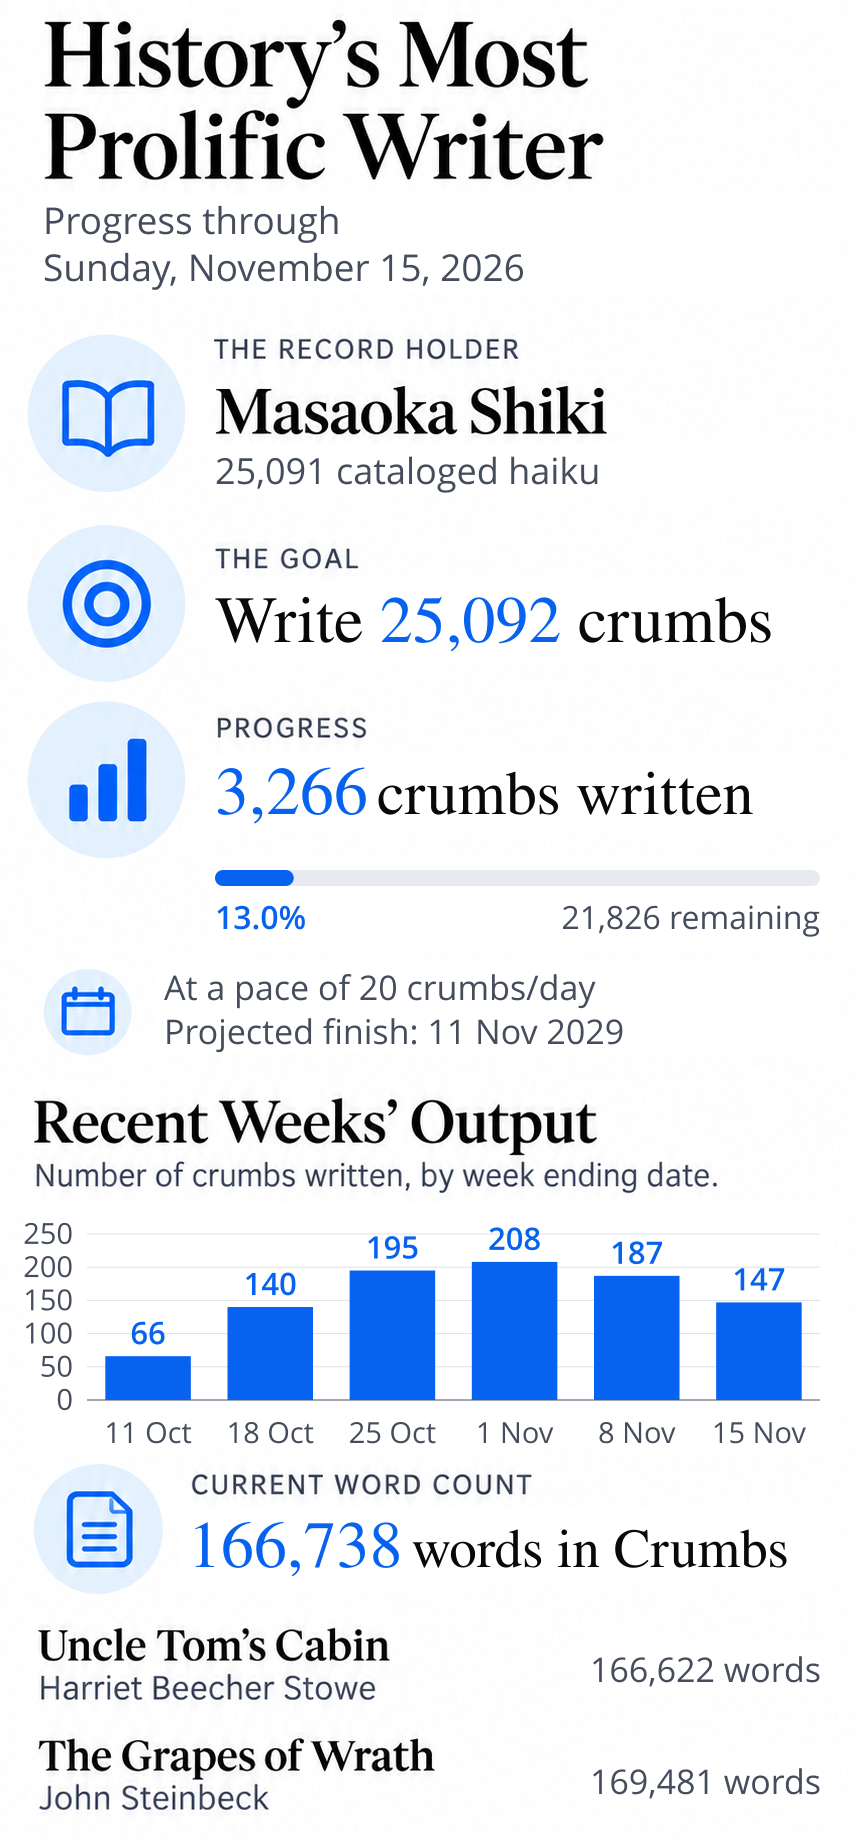 History’s Most
Prolific Writer
Progress through
Sunday, November 15, 2026
THE RECORD HOLDER
Masaoka Shiki
25,091 cataloged haiku
THE GOAL
Write 25,092 crumbs
PROGRESS
3,266 crumbs written
13.0% 21,826 remaining
At a pace of 20 crumbs/day
Projected finish: 11 Nov 2029
Recent Weeks’ Output
Number of crumbs written, by week ending date.
250
200
150
100
50
0
66
140
195
208
187
147
11 Oct 18 Oct 25 Oct 1 Nov 8 Nov 15 Nov
CURRENT WORD COUNT
166,738 words in Crumbs
Uncle Tom’s Cabin
Harriet Beecher Stowe
166,622 words
The Grapes of Wrath
John Steinbeck
169,481 words